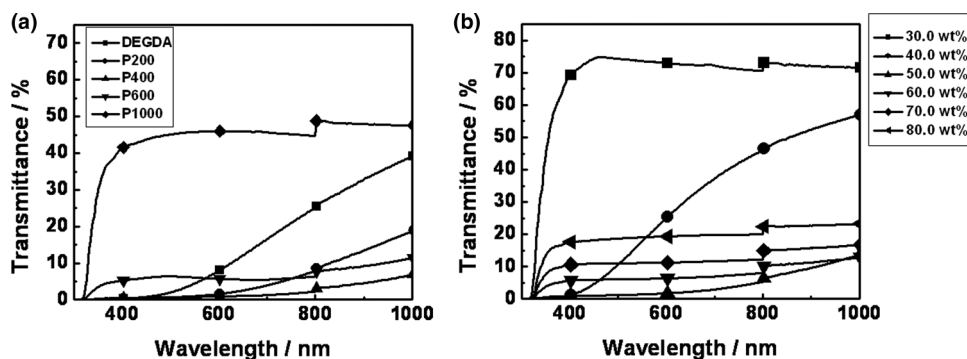 (a)
Transmittance / %
70
60
50
40
30
20
10
0
DEGDA
P200
P400
P600
P1000
400
600
800
1000
Wavelength / nm
(b)
Transmittance / %
80
70
60
50
40
30
20
10
0
400
600
800
1000
Wavelength / nm
30.0 wt%
40.0 wt%
50.0 wt%
60.0 wt%
70.0 wt%
80.0 wt%